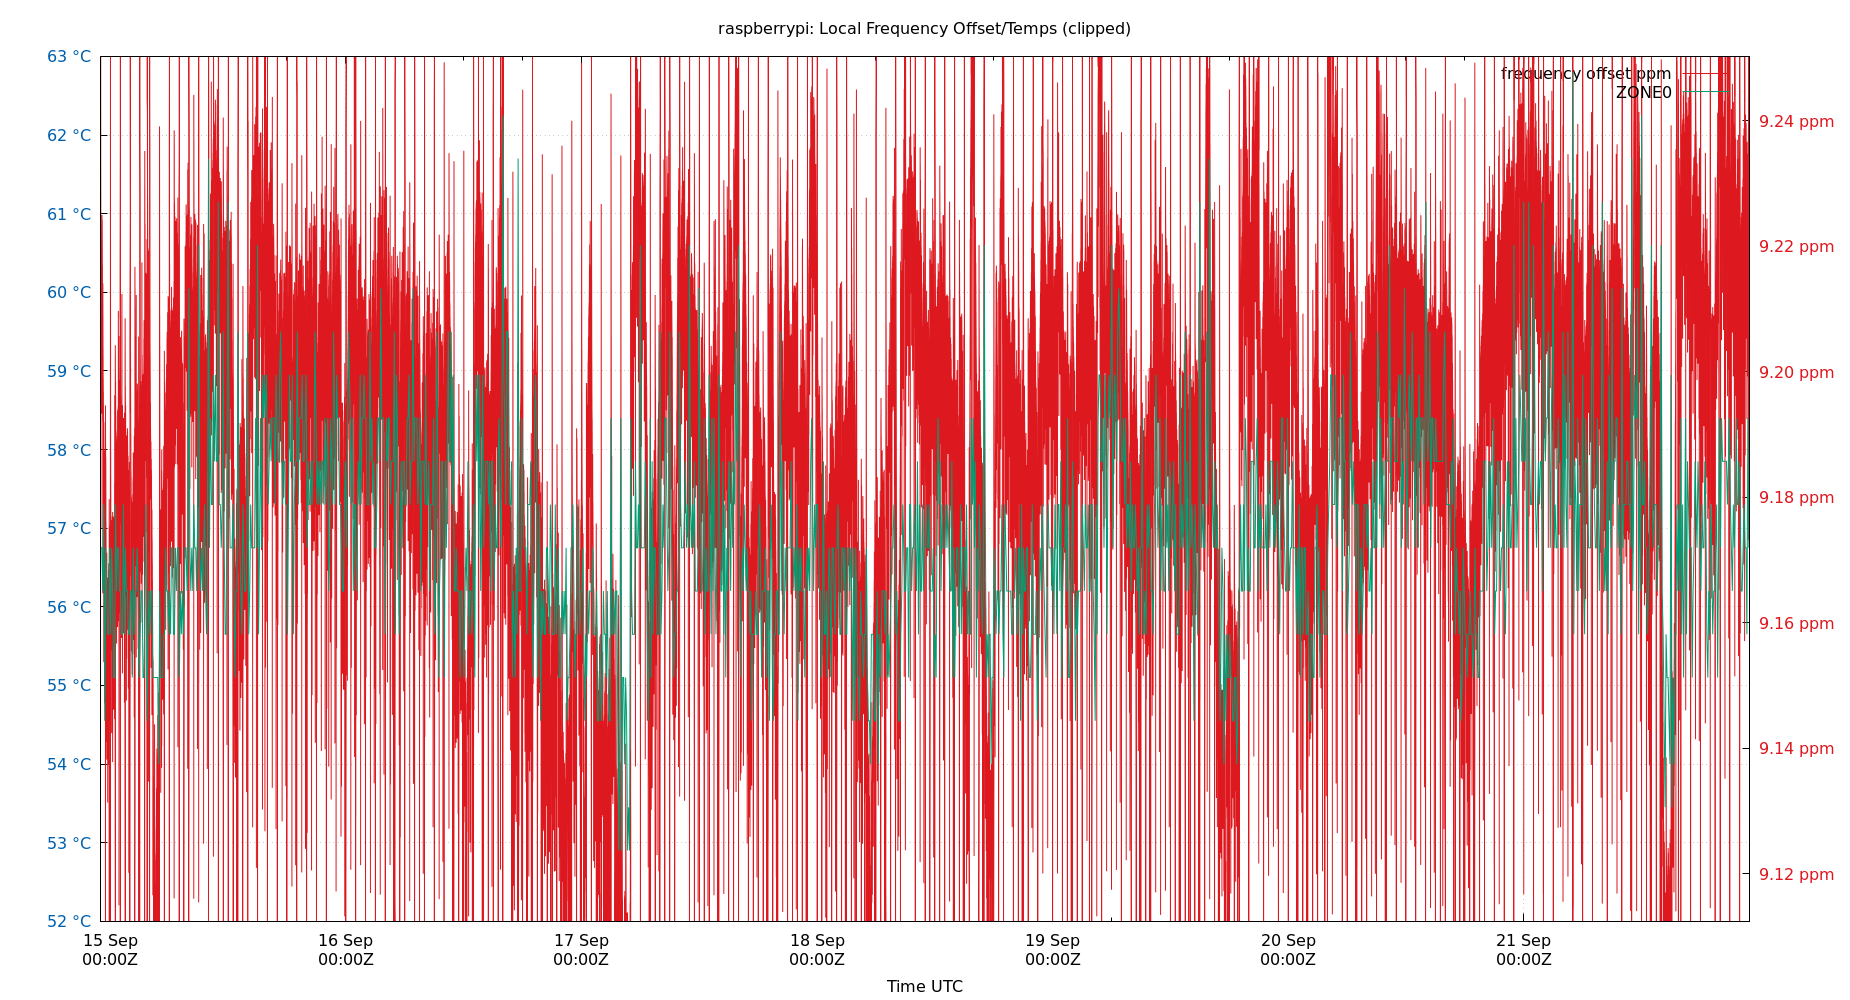 raspberrypi: Local Frequency Offset/Temps (clipped)
63 °C
62 °C
61 °C
60 °C
59 °C
58 °C
57 °C
56 °C
55 °C
54 °C
53 °C
52 °C
frequency offset ppm
ZONE0
9.24 ppm
9.22 ppm
9.20 ppm
9.18 ppm
9.16 ppm
9.14 ppm
9.12 ppm
15 Sep 16 Sep 17 Sep 18 Sep 19 Sep 20 Sep 21 Sep
00:00Z 00:00Z 00:00Z 00:00Z 00:00Z 00:00Z 00:00Z
Time UTC